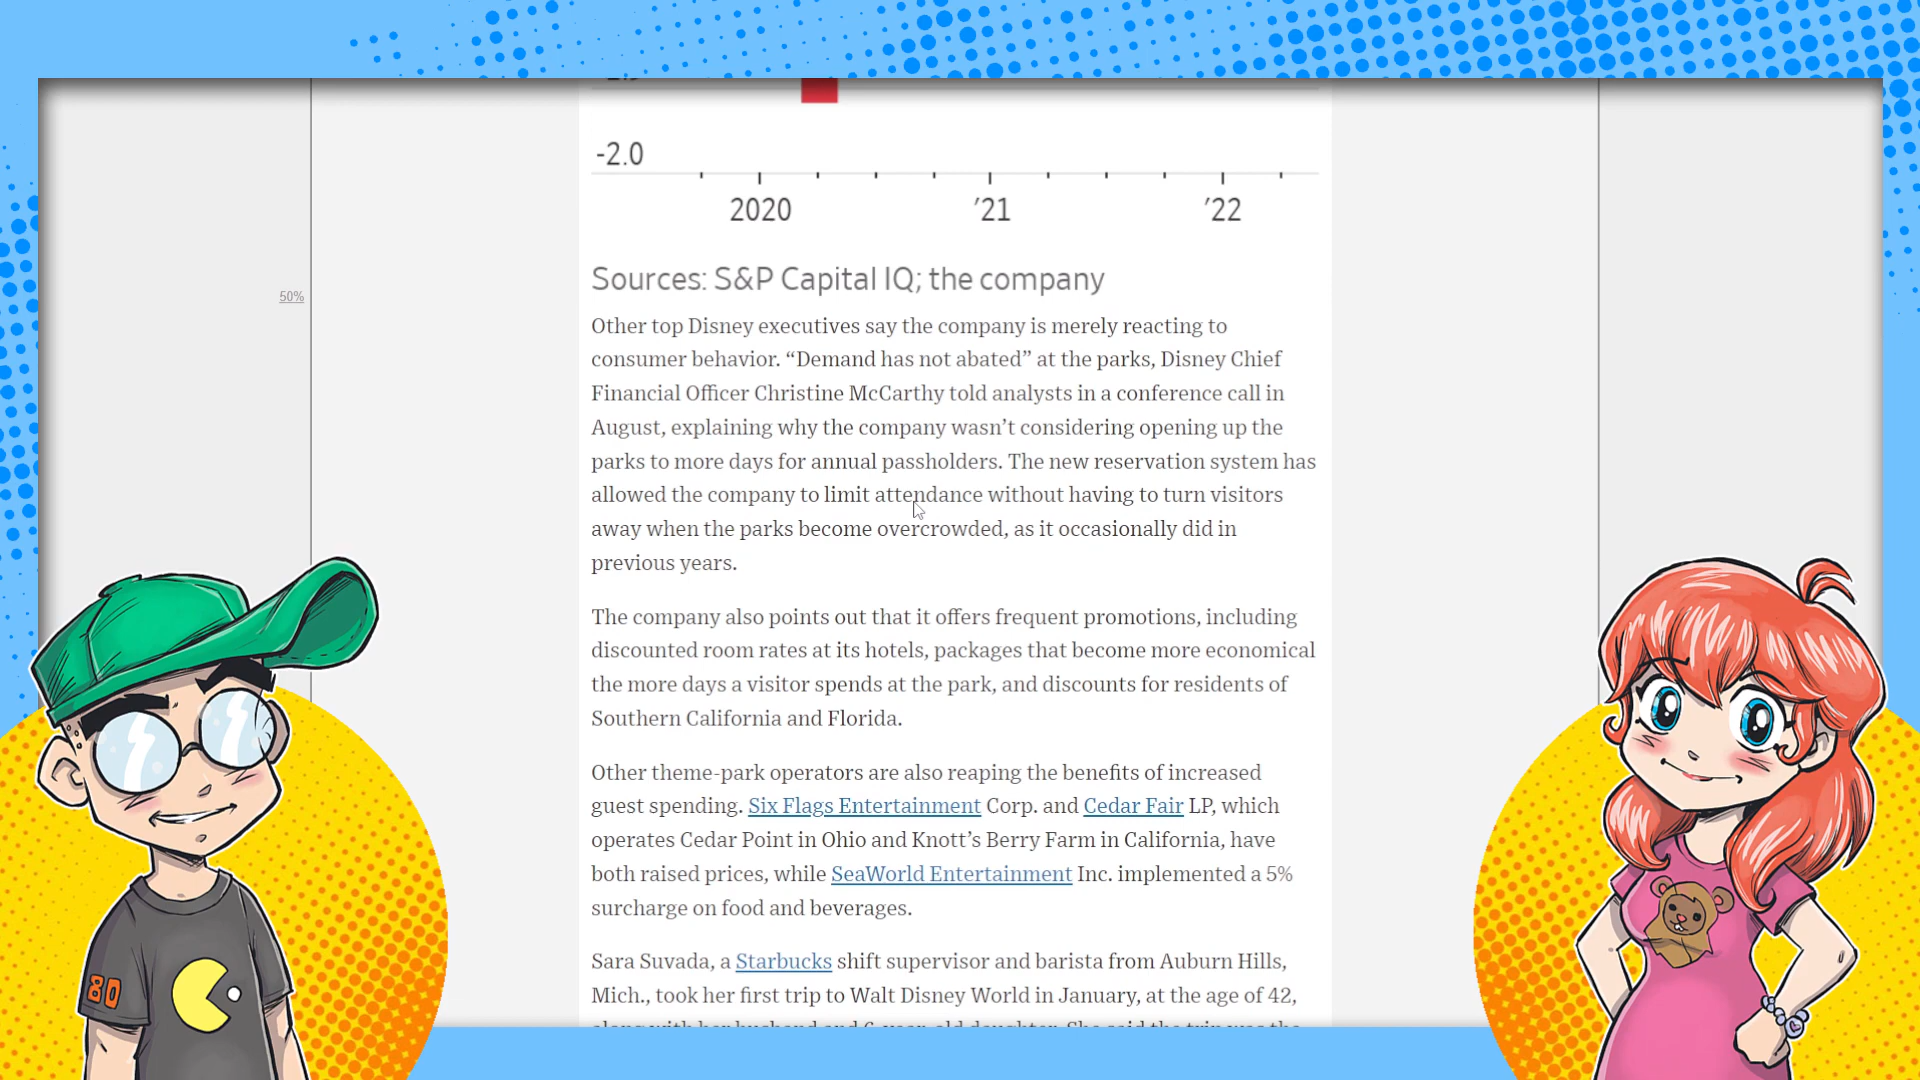 -2.0
2020 '21 '22
Sources: S&P Capital IQ; the company
50%
Other top Disney executives say the company is merely reacting to
consumer behavior. “Demand has not abated” at the parks, Disney Chief
Financial Officer Christine McCarthy told analysts in a conference call in
August, explaining why the company wasn’t considering opening up the
parks to more days for annual passholders. The new reservation system has
allowed the company to limit attendance without having to turn visitors
away when the parks become overcrowded, as it occasionally did in
previous years.
The company also points out that it offers frequent promotions, including
discounted room rates at its hotels, packages that become more economical
the more days a visitor spends at the park, and discounts for residents of
Southern California and Florida.
Other theme-park operators are also reaping the benefits of increased
guest spending. Six Flags Entertainment Corp. and Cedar Fair LP, which
operates Cedar Point in Ohio and Knott’s Berry Farm in California, have
both raised prices, while SeaWorld Entertainment Inc. implemented a 5%
surcharge on food and beverages.
Sara Suvada, a Starbucks shift supervisor and barista from Auburn Hills,
Mich., took her first trip to Walt Disney World in January, at the age of 42,
80